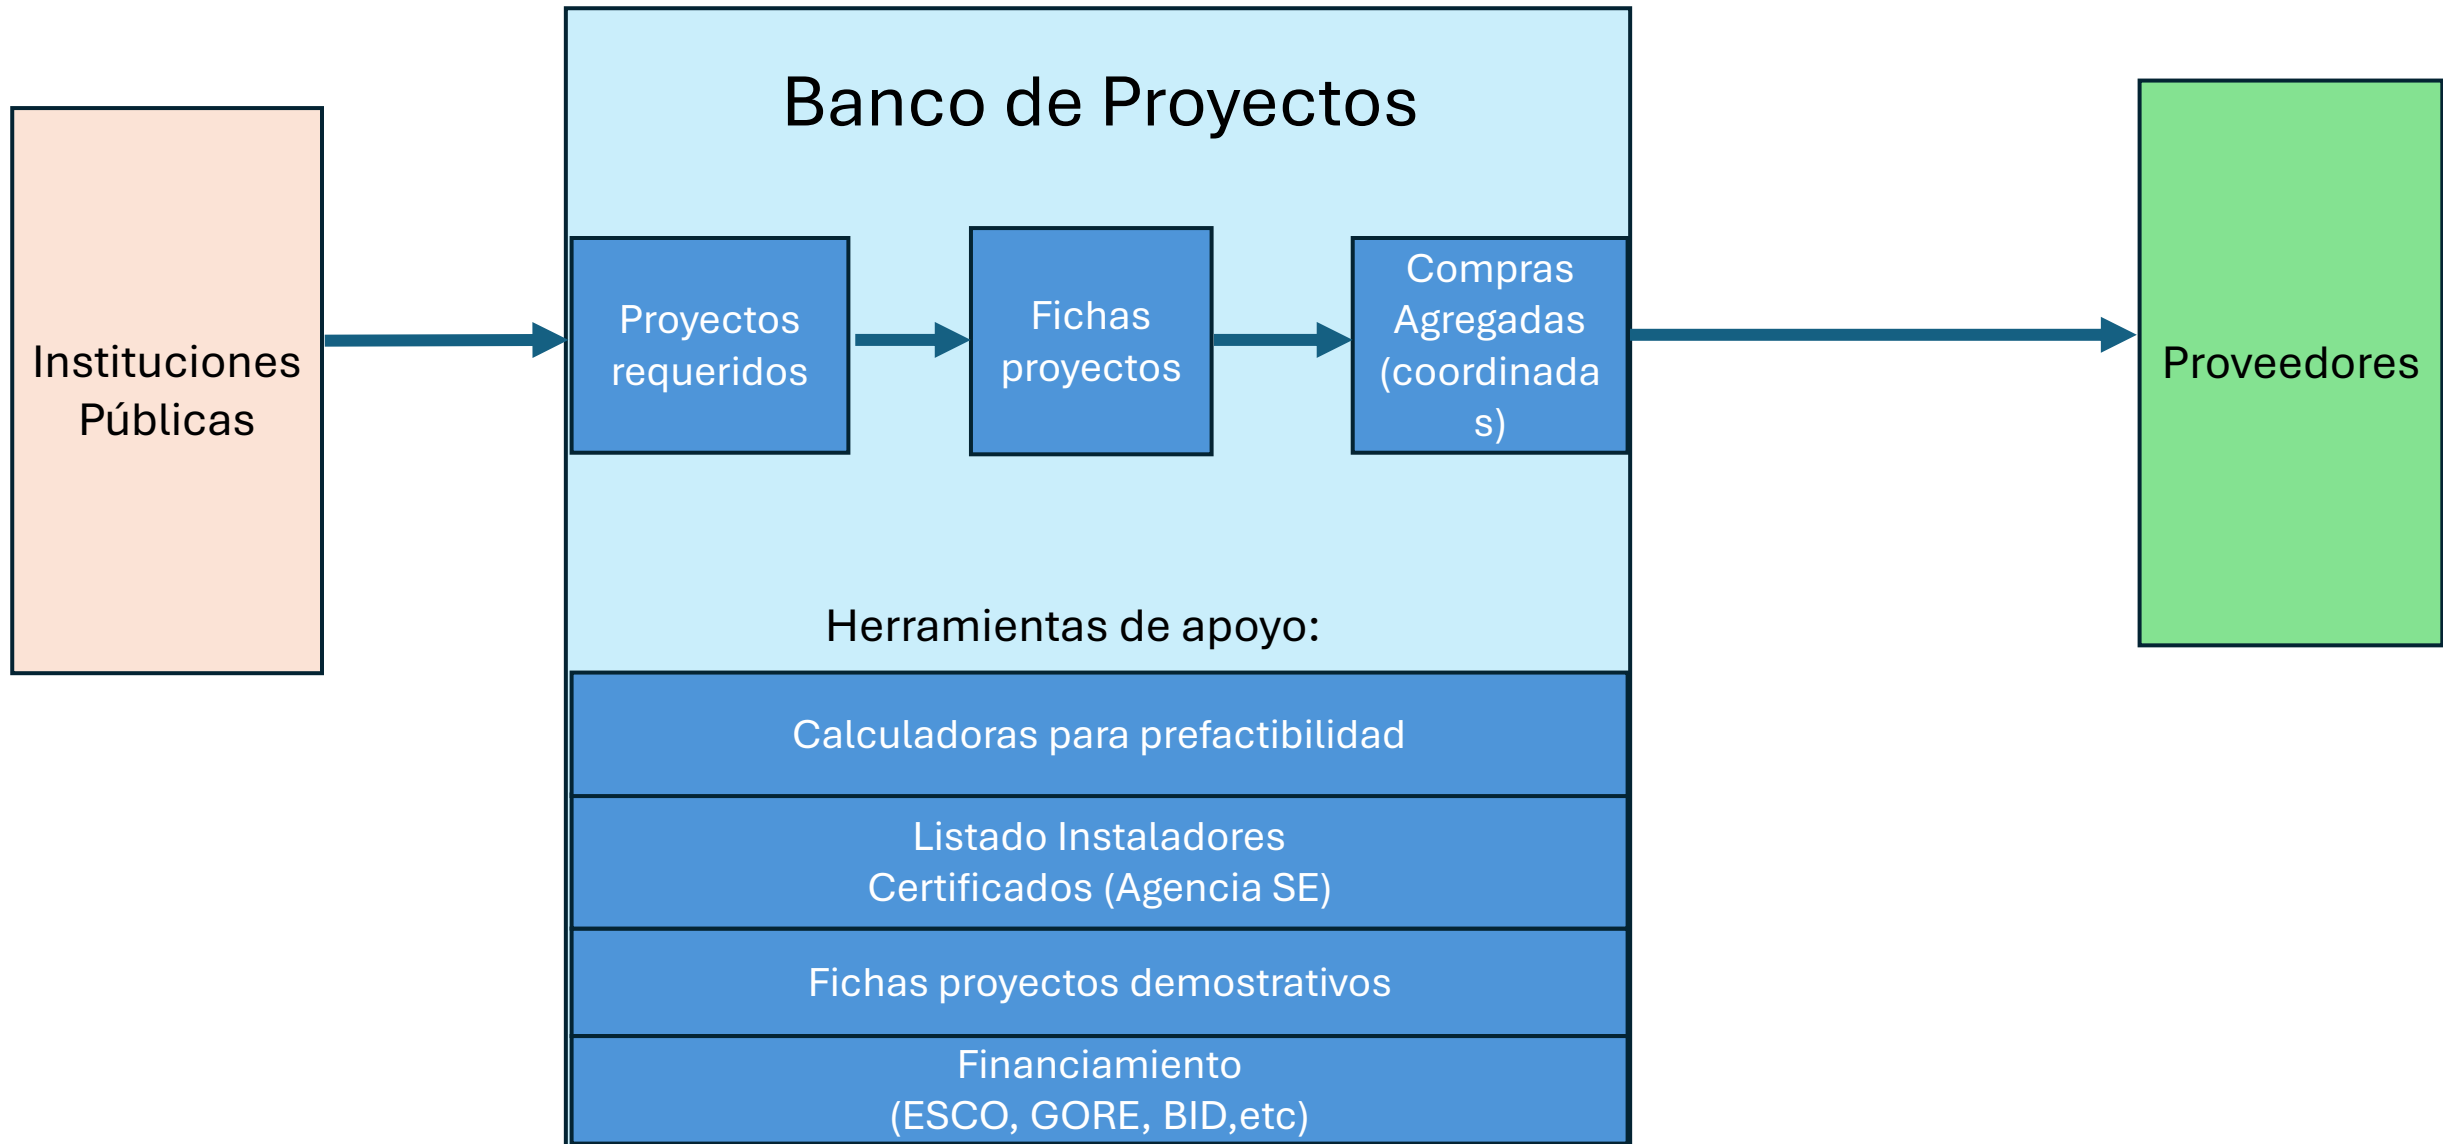 Banco de Proyectos
Instituciones
Públicas
Proyectos
requeridos
Fichas
proyectos
Compras
Agregadas
(coordinada
s)
Proveedores
Herramientas de apoyo:
Calculadoras para prefactibilidad
Listado Instaladores
Certificados (Agencia SE)
Fichas proyectos demostrativos
Financiamiento
(ESCO, GORE, BID,etc)